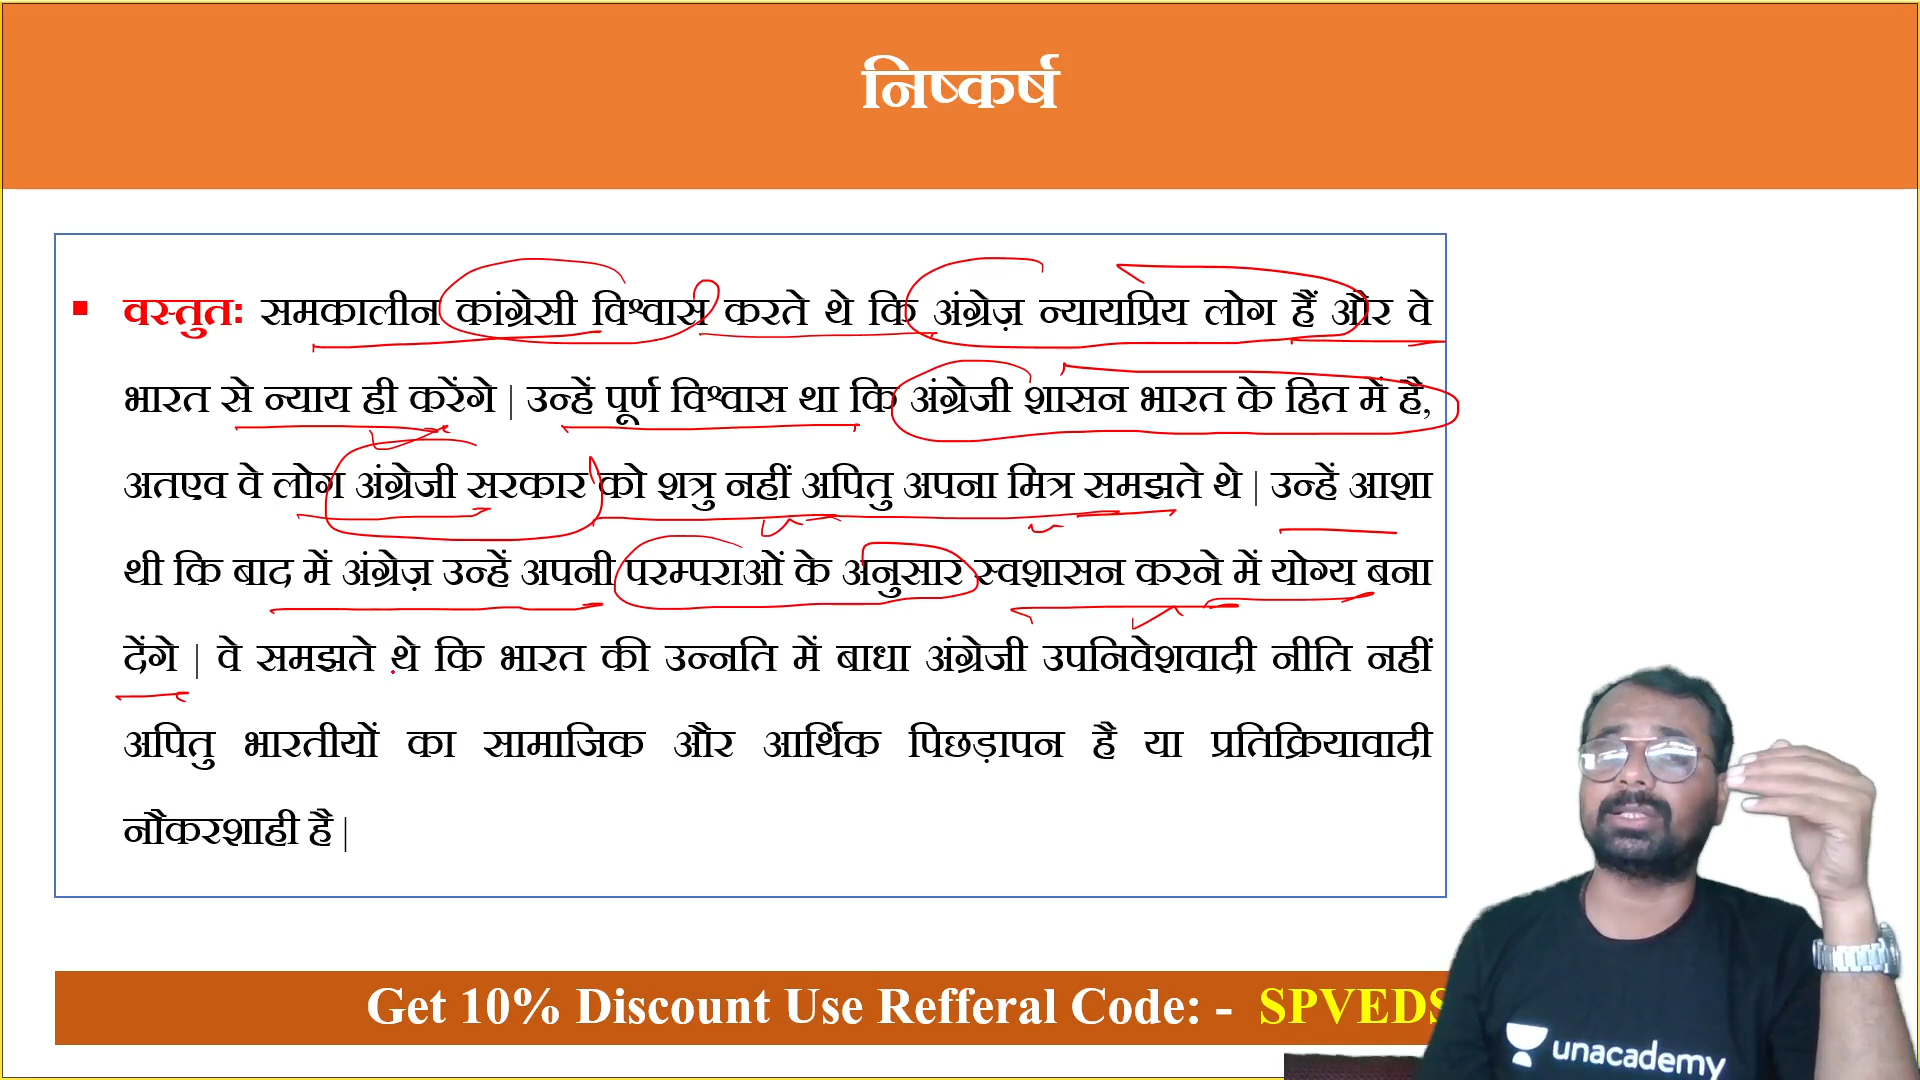 निष्कर्ष
वस्तुतः समकालीन कांग्रेसी विश्वास करते थे कि अंग्रेज़ न्यायप्रिय लोग हैं और वे
भारत से न्याय ही करेंगे | उन्हें पूर्ण विश्वास था कि अंग्रेजी शासन भारत के हित में है,
अतएव वे लोग अंग्रेजी सरकार को शत्रु नहीं अपितु अपना मित्र समझते थे | उन्हें आशा
थी कि बाद में अंग्रेज़ उन्हें अपनी परम्पराओं के अनुसार स्वशासन करने में योग्य बना
देंगे | वे समझते थे कि भारत की उन्नति में बाधा अंग्रेजी उपनिवेशवादी नीति नहीं
अपितु भारतीयों का सामाजिक और आर्थिक पिछड़ापन है या प्रतिक्रियावादी
नौकरशाही है |
Get 10% Discount Use Refferal Code: - SPVEDS
unacademy